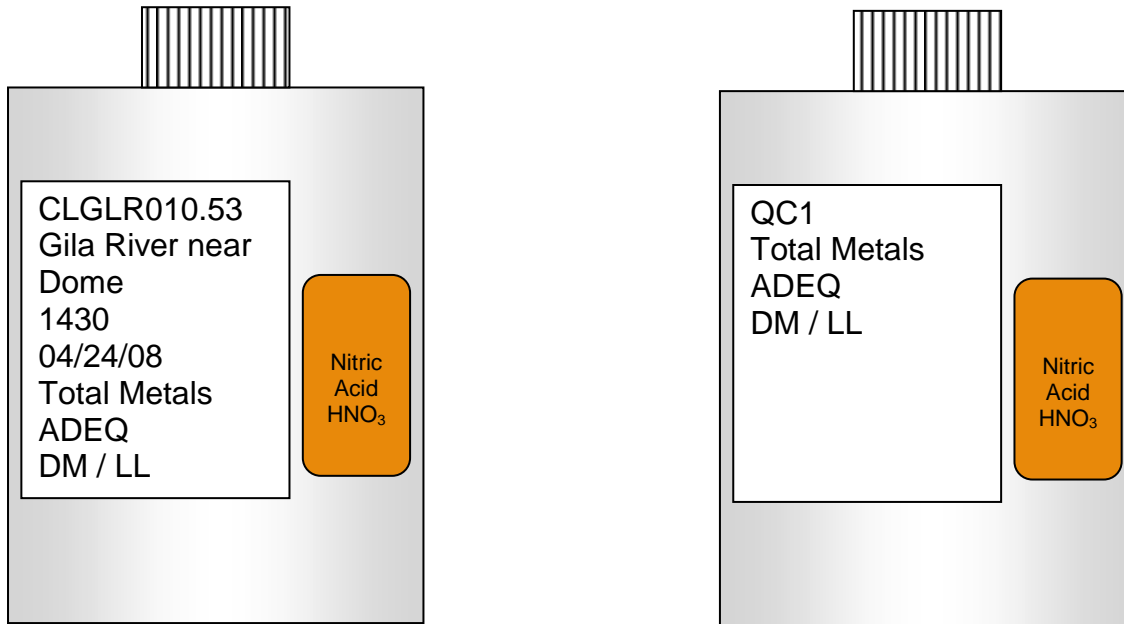 CLGLR010.53
Gila River near
Dome
1430
04/24/08
Total Metals
ADEQ
DM / LL
Nitric
Acid
HNO₃
QC1
Total Metals
ADEQ
DM / LL
Nitric
Acid
HNO₃